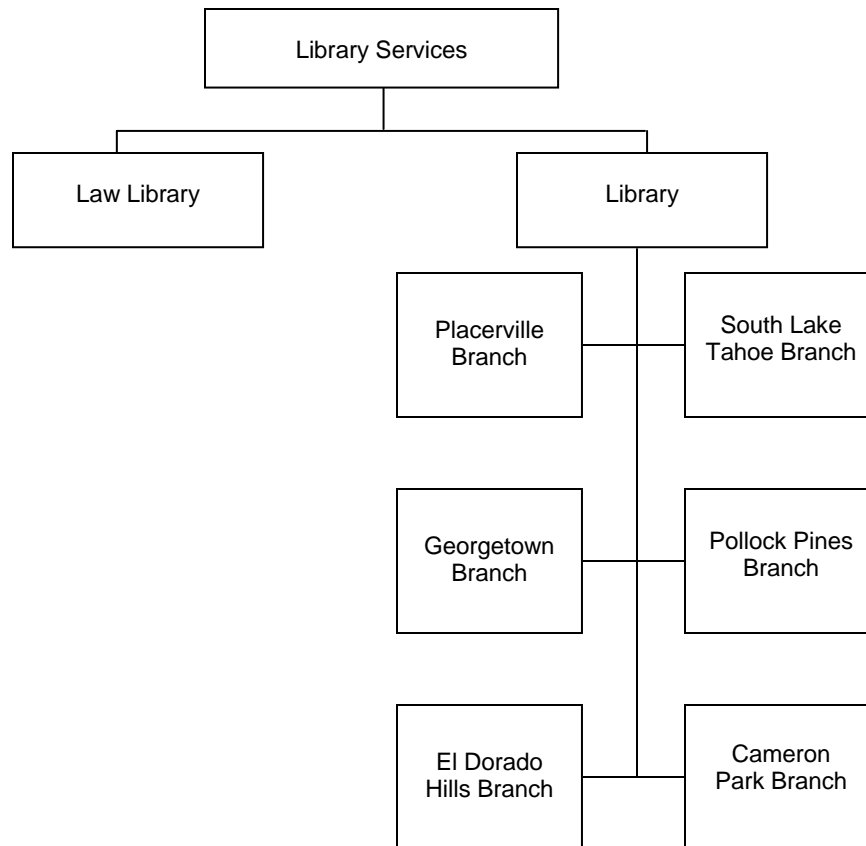 Library Services
Law Library
Library
Placerville
Branch
South Lake
Tahoe Branch
Georgetown
Branch
Pollock Pines
Branch
El Dorado
Hills Branch
Cameron
Park Branch